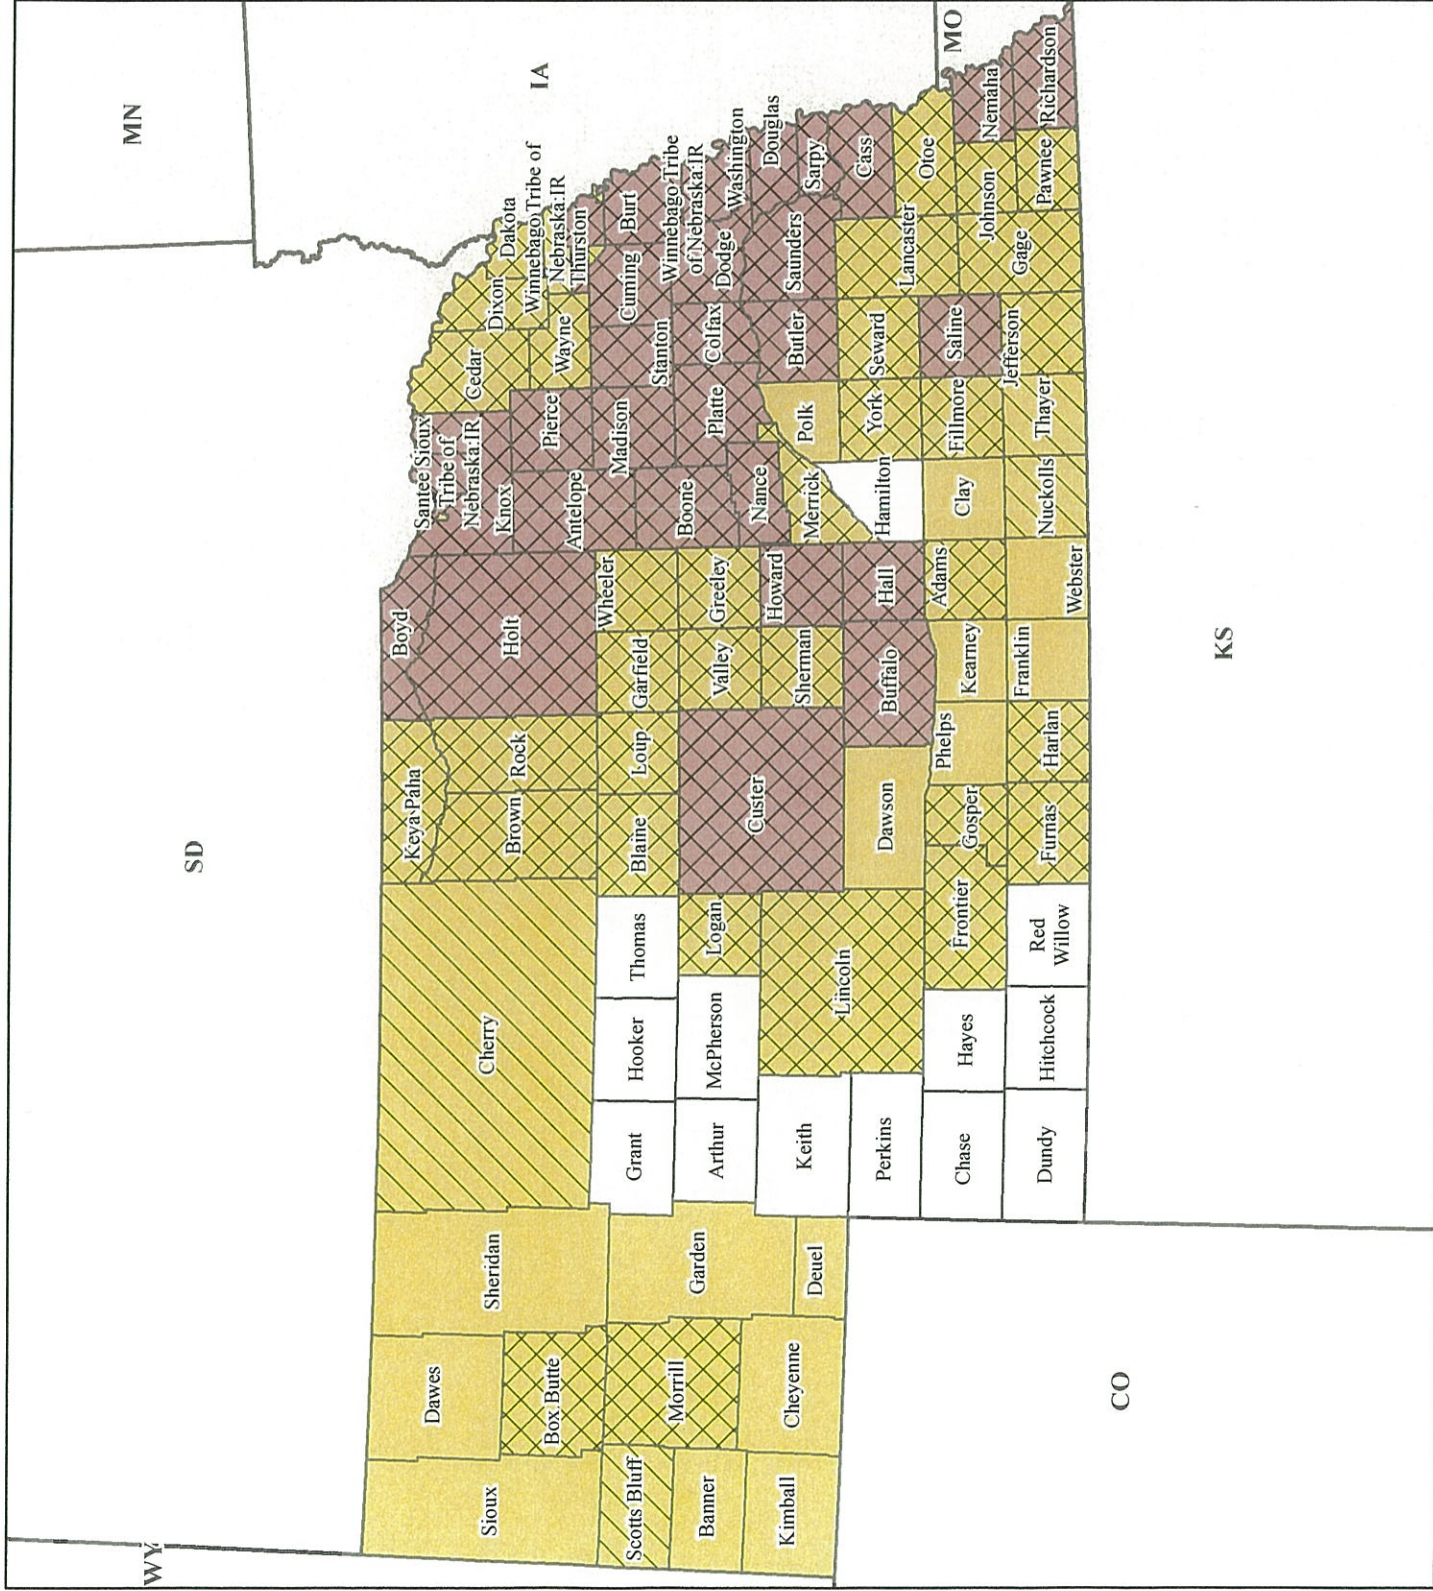 WY
SD
MN
IA
MO
KS
CO
Sioux
Dawes
Sheridan
Cherry
Keya Paha
Boyd
Brown
Rock
Holt
Santee Sioux
Tribe of
Nebraska IR
Knox
Cedar
Dixon
Dakota
Winnebago Tribe of
Nebraska IR
Thurston
Antelope
Pierce
Wayne
Box Butte
Scotts Bluff
Banner
Kimball
Morrill
Cheyenne
Garden
Deuel
Grant
Hooker
Thomas
Blaine
Loup
Garfield
Wheeler
Madison
Stanton
Cuming
Burt
Winnebago Tribe
of Nebraska IR
Arthur
McPherson
Logan
Custer
Valley
Greeley
Boone
Nance
Platte
Colfax
Dodge
Washington
Douglas
Sarpy
Keith
Perkins
Lincoln
Sherman
Howard
Merrick
Polk
Butler
Saunders
Cass
Dawson
Buffalo
Hall
Hamilton
York
Seward
Lancaster
Otoe
Chase
Hayes
Frontier
Gosper
Phelps
Kearney
Adams
Clay
Fillmore
Saline
Johnson
Nemaha
Dundy
Hitchcock
Red
Willow
Furnas
Harlan
Franklin
Webster
Nuckolls
Thayer
Jefferson
Gage
Pawnee
Richardson